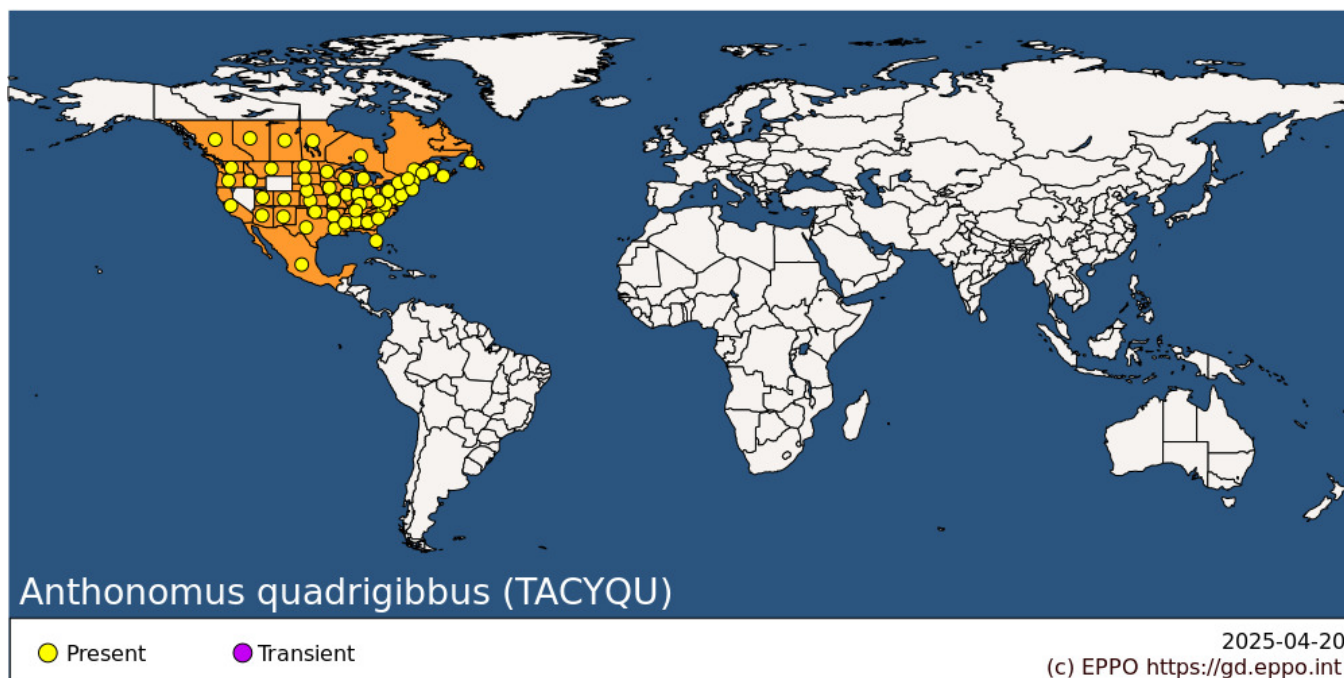 Anthonomus quadrigibbus (TACYQU)
Present
Transient
2025-04-20
(c) EPPO https://gd.eppo.int